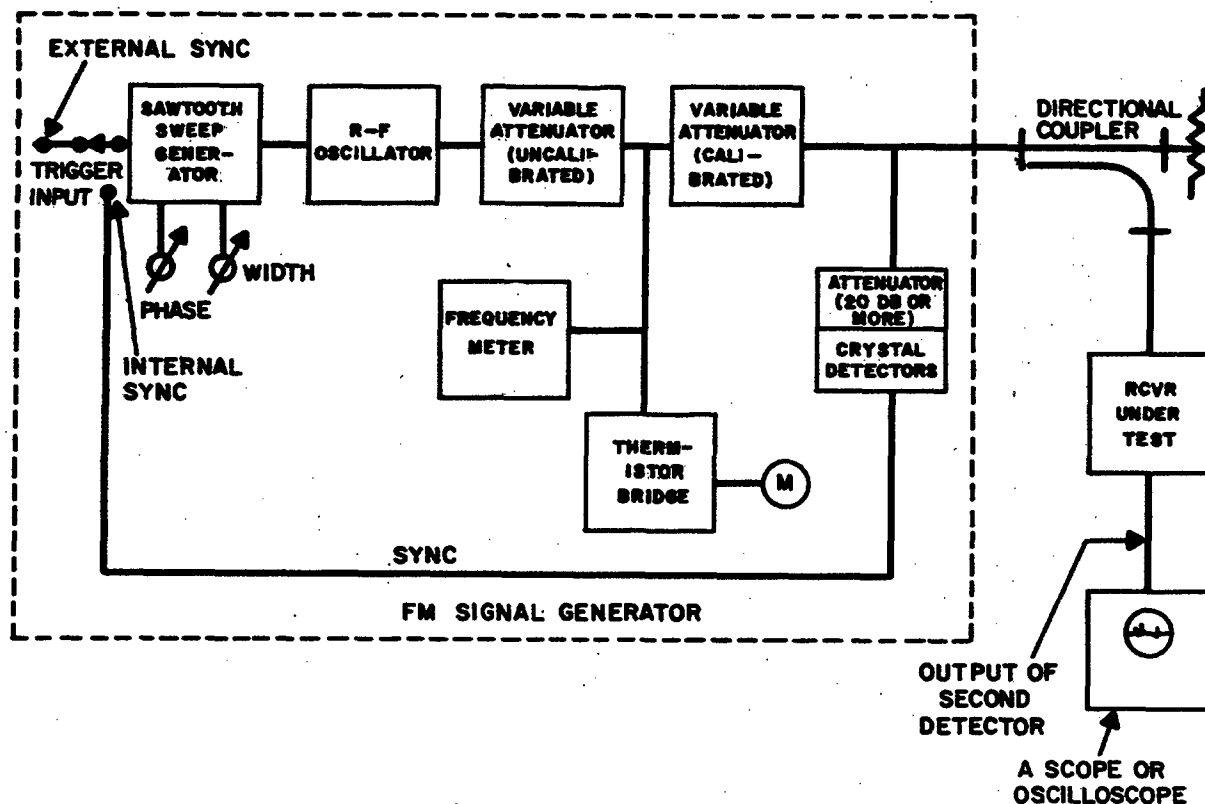 EXTERNAL SYNC
TRIGGER
INPUT
SAWTOOTH
SWEEP
GENER-
ATOR
R-F
OSCILLATOR
VARIABLE
ATTENUATOR
(UNCALI-
BRATED)
VARIABLE
ATTENUATOR
(CALI-
BRATED)
DIRECTIONAL
COUPLER
PHASE
WIDTH
INTERNAL
SYNC
FREQUENCY
METER
THERM-
ISTOR
BRIDGE
M
ATTENUATOR
(20 DB OR
MORE)
CRYSTAL
DETECTORS
RCVR
UNDER
TEST
SYNC
FM SIGNAL GENERATOR
OUTPUT OF
SECOND
DETECTOR
A SCOPE OR
OSCILLOSCOPE